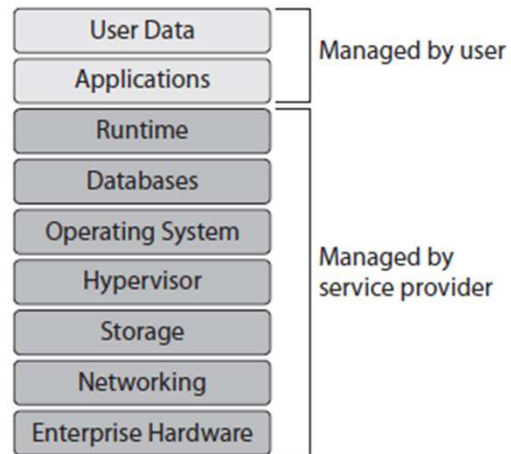 User Data
Applications
Managed by user
Runtime
Databases
Operating System
Hypervisor
Storage
Networking
Enterprise Hardware
Managed by
service provider